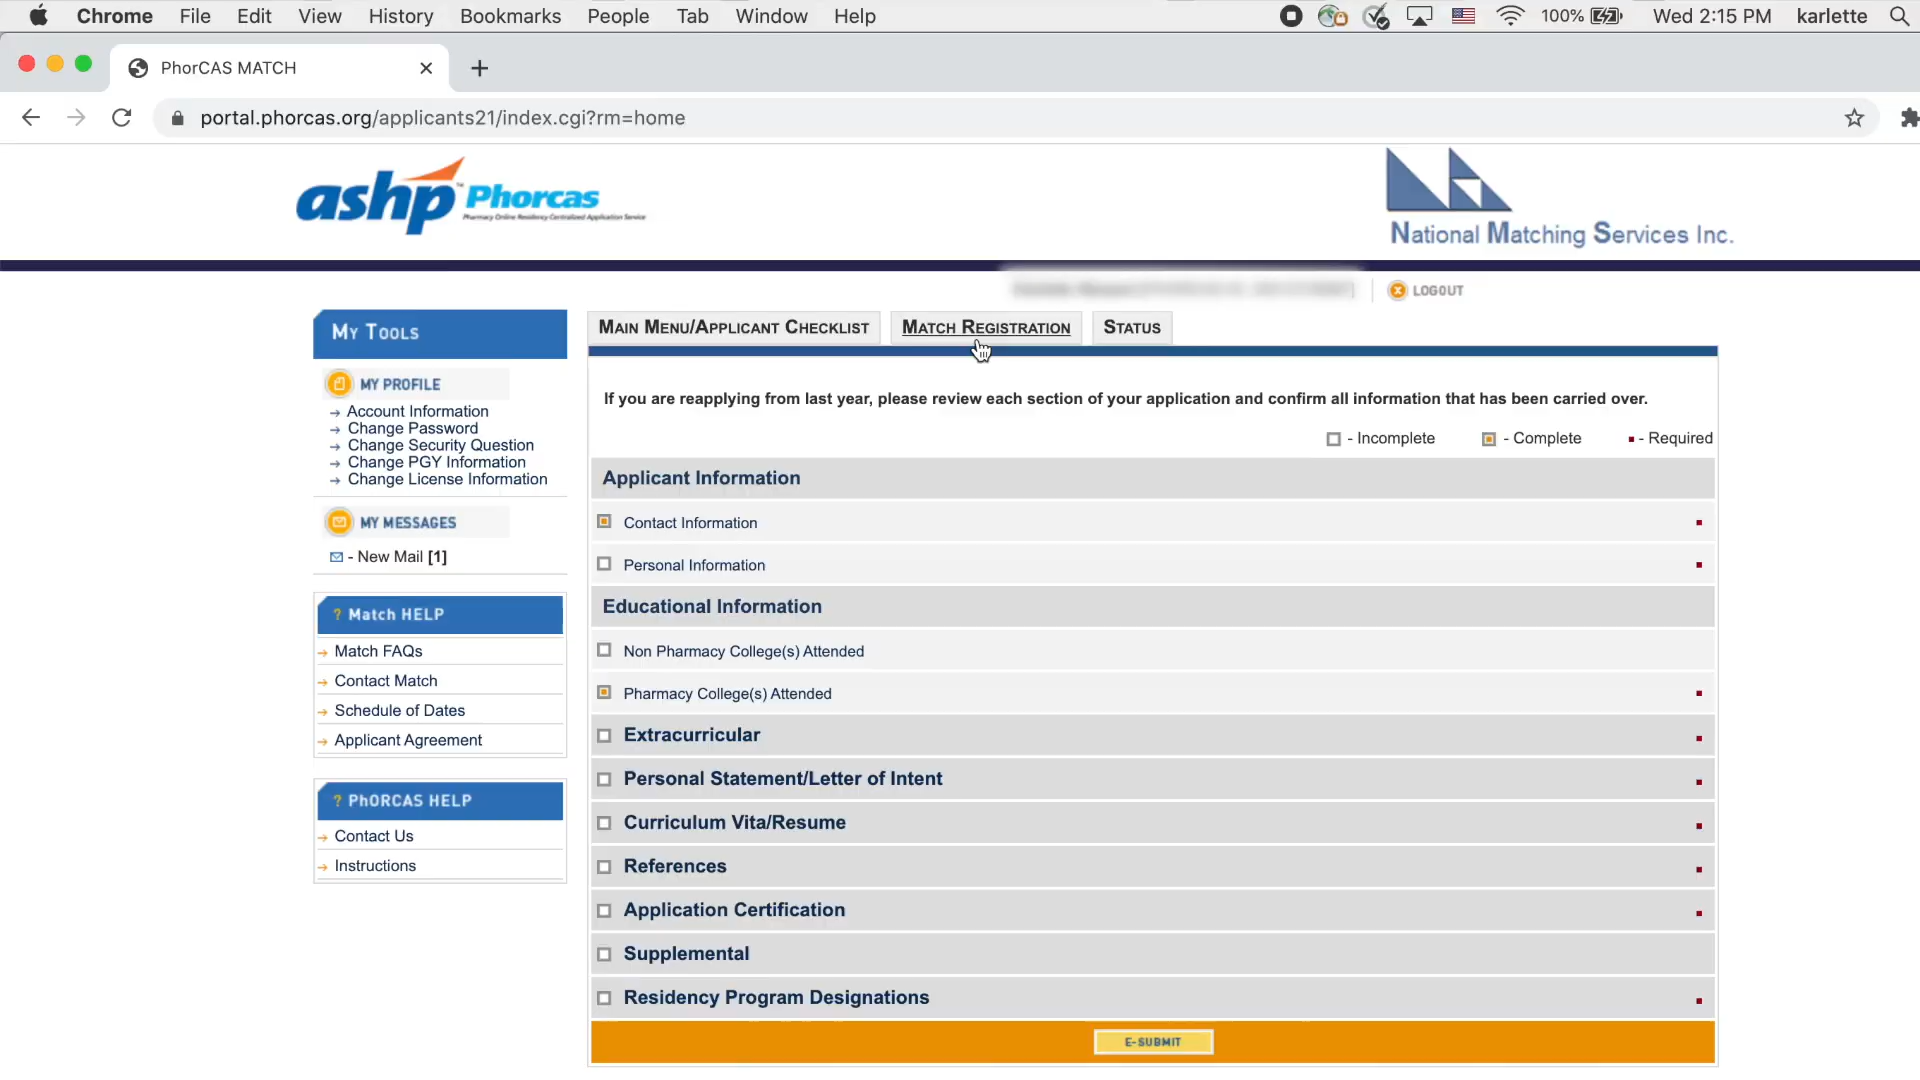 Chrome File Edit View History Bookmarks People Tab Window Help 100% Wed 2:15 PM karlette
PhorCAS MATCH
portal.phorcas.org/applicants21/index.cgi?rm=home
ashp Phorcas
Pharmacy Online Residency Centralized Application Service
National Matching Services Inc.
LOGOUT
MY TOOLS
MAIN MENU/APPLICANT CHECKLIST MATCH REGISTRATION STATUS
MY PROFILE
→ Account Information
→ Change Password
→ Change Security Question
→ Change PGY Information
→ Change License Information
MY MESSAGES
- New Mail [1]
? Match HELP
→ Match FAQs
→ Contact Match
→ Schedule of Dates
→ Applicant Agreement
? PhORCAS HELP
→ Contact Us
→ Instructions
If you are reapplying from last year, please review each section of your application and confirm all information that has been carried over.
- Incomplete - Complete - Required
Applicant Information
Contact Information
Personal Information
Educational Information
Non Pharmacy College(s) Attended
Pharmacy College(s) Attended
Extracurricular
Personal Statement/Letter of Intent
Curriculum Vita/Resume
References
Application Certification
Supplemental
Residency Program Designations
E-SUBMIT